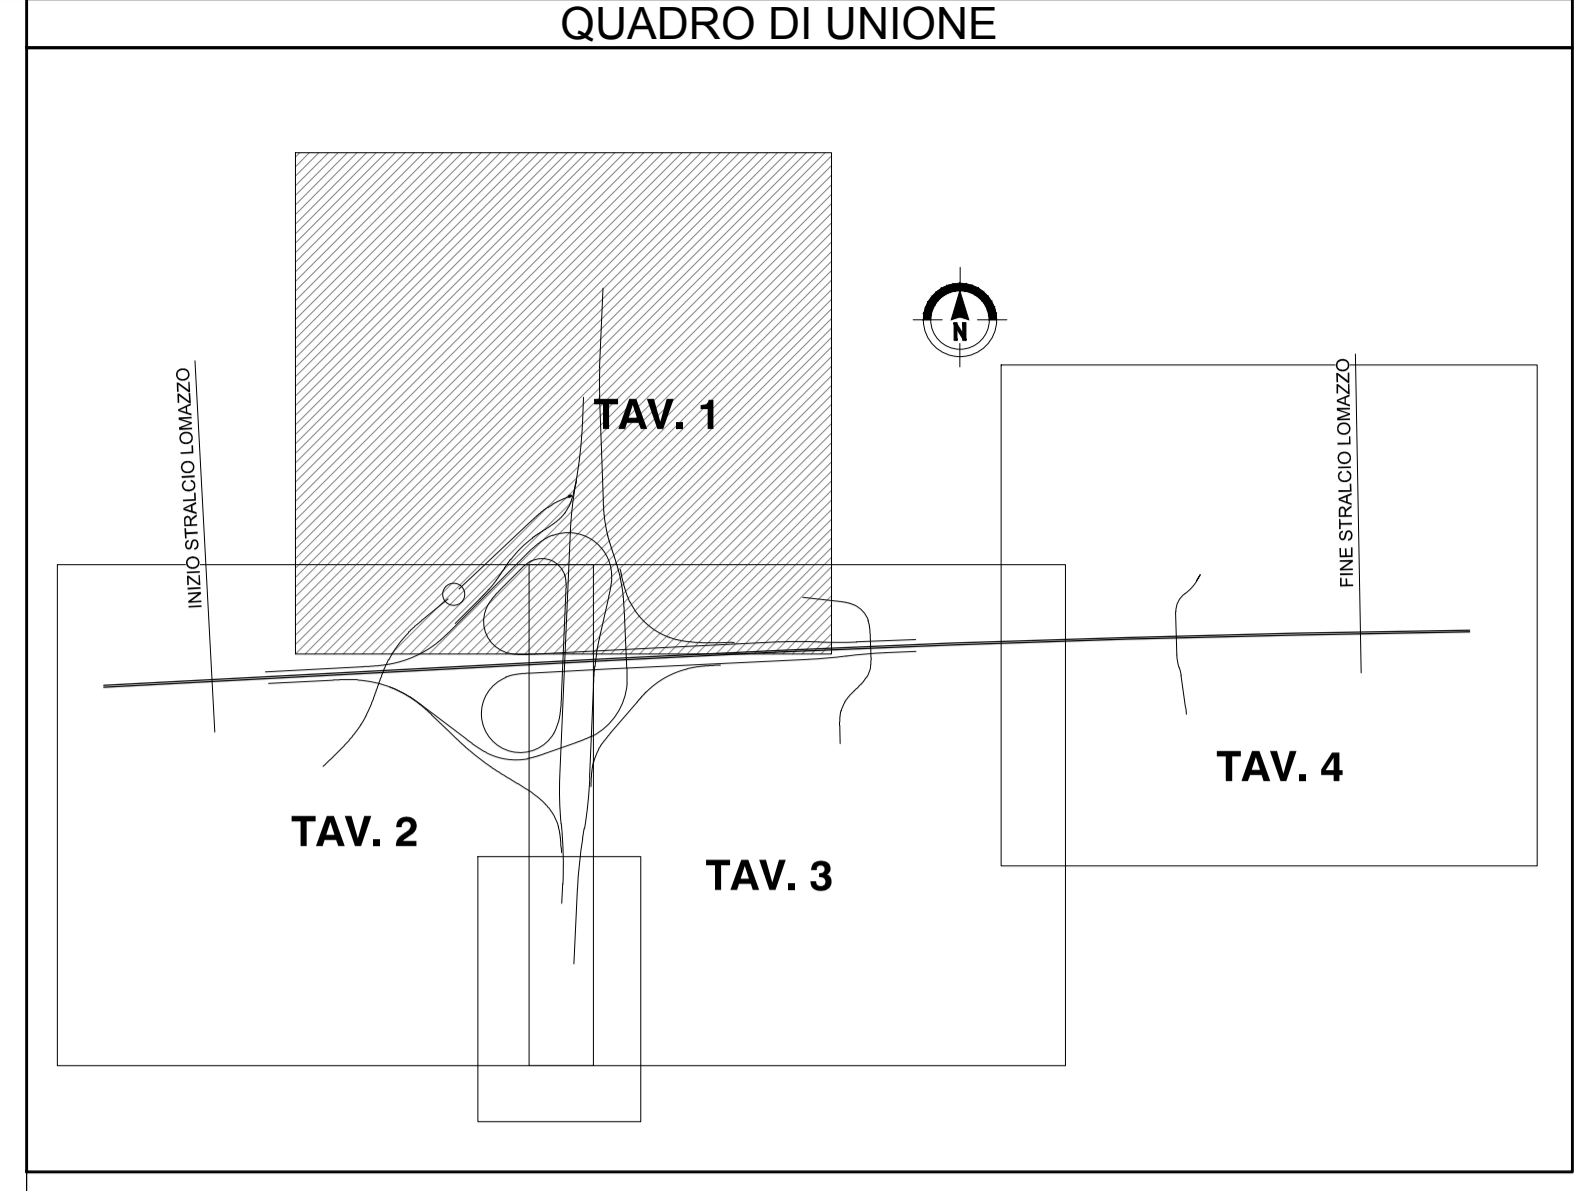 QUADRO DI UNIONE
N
TAV. 1
INIZIO STRALCIO LOMAZZO
FINE STRALCIO LOMAZZO
TAV. 4
TAV. 2
TAV. 3